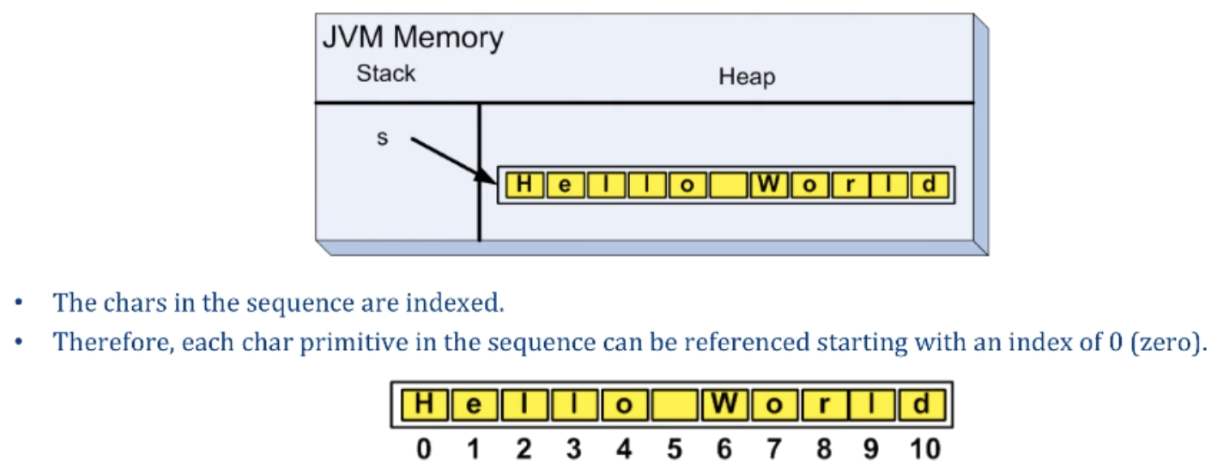 JVM Memory
Stack Heap
s
H e l l o W o r l d
• The chars in the sequence are indexed.
• Therefore, each char primitive in the sequence can be referenced starting with an index of 0 (zero).
H e l l o W o r l d
0 1 2 3 4 5 6 7 8 9 10